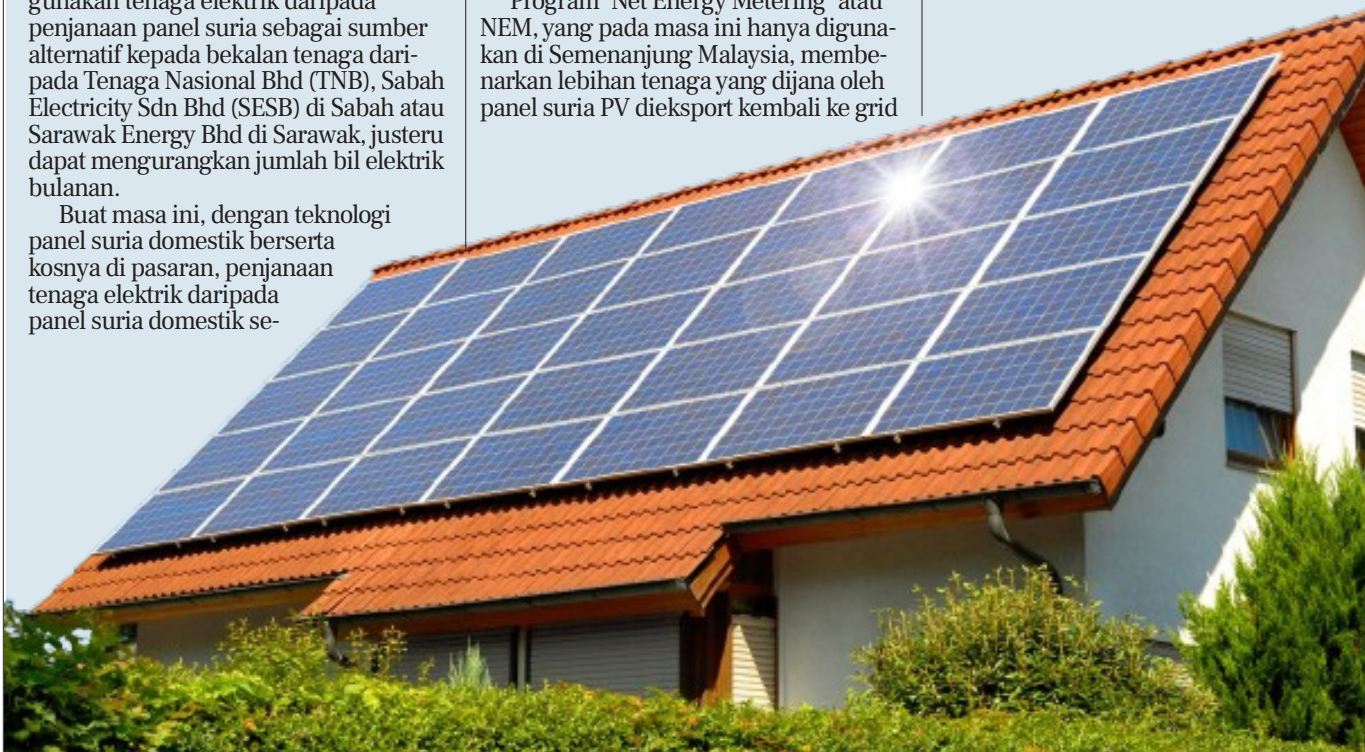 gunakan tenaga elektrik daripada
penjanaan panel suria sebagai sumber
alternatif kepada bekalan tenaga dari-
pada Tenaga Nasional Bhd (TNB), Sabah
Electricity Sdn Bhd (SESB) di Sabah atau
Sarawak Energy Bhd di Sarawak, justeru
dapat mengurangkan jumlah bil elektrik
bulanan.
Buat masa ini, dengan teknologi
panel suria domestik berserta
kosnya di pasaran, penjanaan
tenaga elektrik daripada
panel suria domestik se-
Program "Net Energy Metering" atau
NEM, yang pada masa ini hanya diguna-
kan di Semenanjung Malaysia, membe-
narkan lebihan tenaga yang dijana oleh
panel suria PV dieksport kembali ke grid